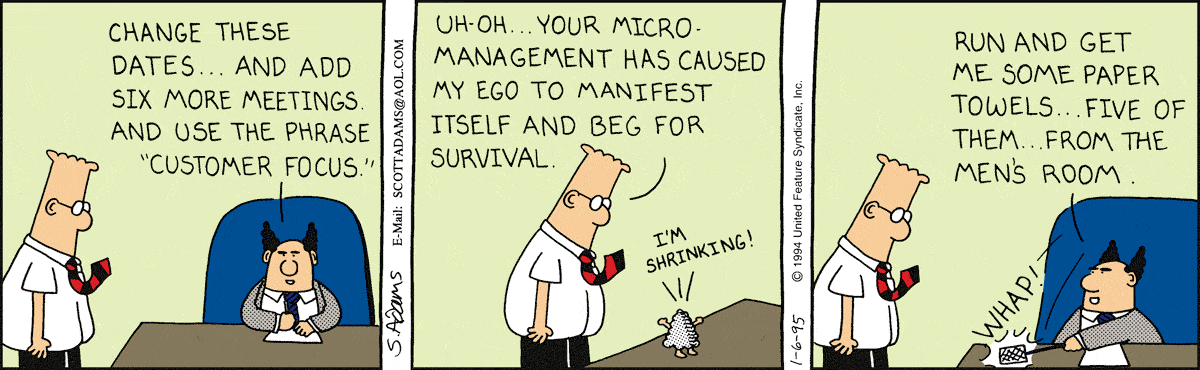 CHANGE THESE
DATES... AND ADD
SIX MORE MEETINGS.
AND USE THE PHRASE
"CUSTOMER FOCUS."
S.Adams
E-Mail: SCOTTADAMS@AOL.COM
UH-OH... YOUR MICRO-
MANAGEMENT HAS CAUSED
MY EGO TO MANIFEST
ITSELF AND BEG FOR
SURVIVAL.
I'M
SHRINKING!
1-6-95
© 1994 United Feature Syndicate, Inc.
RUN AND GET
ME SOME PAPER
TOWELS... FIVE OF
THEM... FROM THE
MEN'S ROOM.
WHAP!